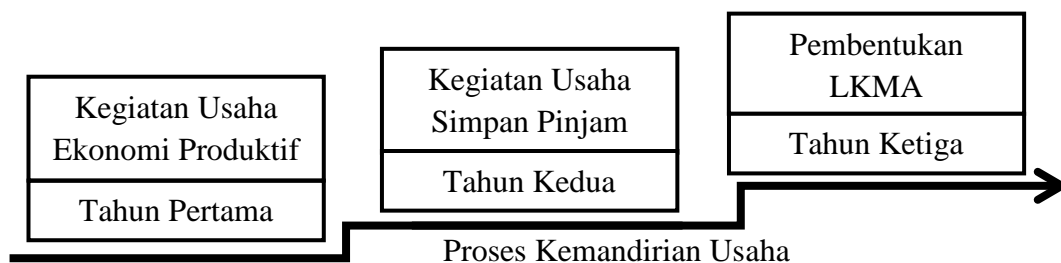 Kegiatan Usaha
Ekonomi Produktif
Tahun Pertama
Kegiatan Usaha
Simpan Pinjam
Tahun Kedua
Pembentukan
LKMA
Tahun Ketiga
Proses Kemandirian Usaha